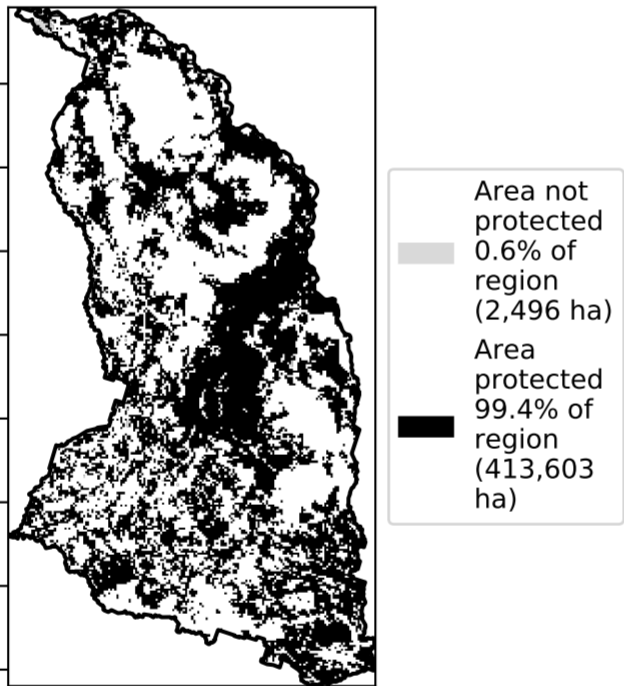 Area not
protected
0.6% of
region
(2,496 ha)
Area
protected
99.4% of
region
(413,603
ha)